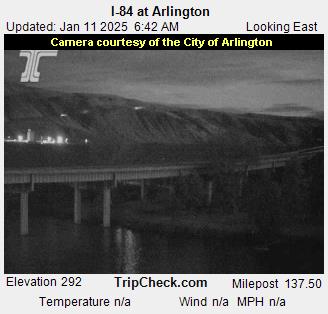 I-84 at Arlington
Updated: Jan 11 2025 6:42 AM Looking East
Camera courtesy of the City of Arlington
Elevation 292 TripCheck.com Milepost 137.50
Temperature n/a Wind n/a MPH n/a